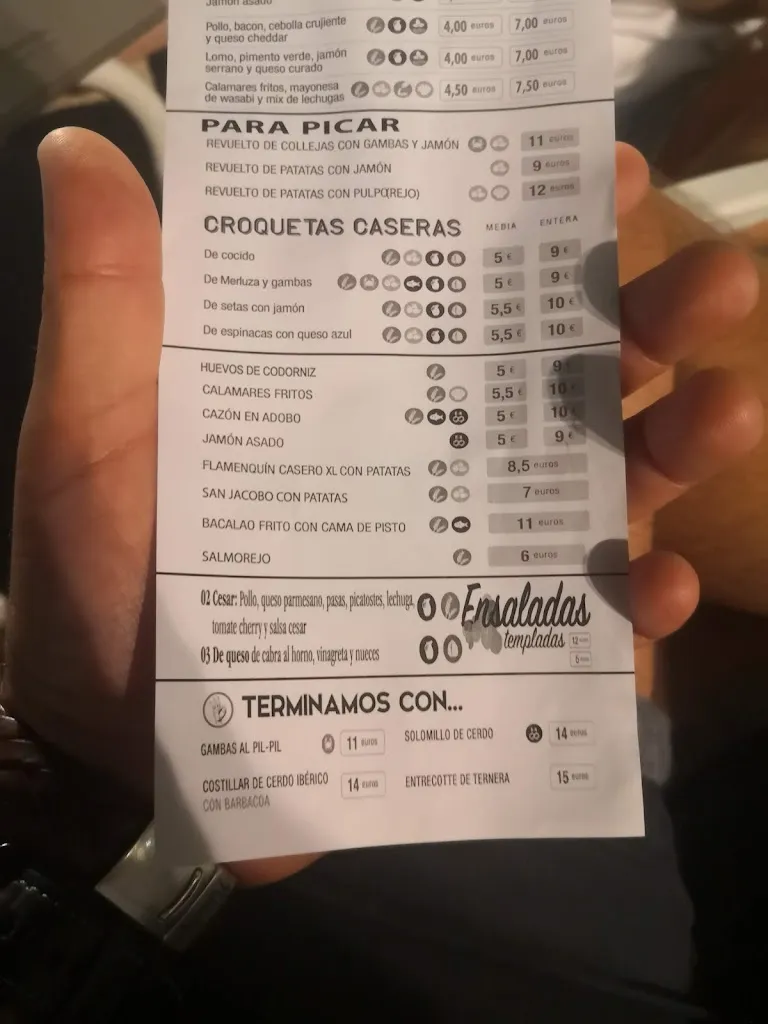 Jamón asado
Pollo, bacon, cebolla crujiente 4,00 euros 7,00 euros
y queso cheddar
Lomo, pimento verde, jamón 4,00 euros 7,00 euros
serrano y queso curado
Calamares fritos, mayonesa 4,50 euros 7,50 euros
de wasabi y mix de lechugas
PARA PICAR
REVUELTO DE COLLEJAS CON GAMBAS Y JAMÓN 11 euros
REVUELTO DE PATATAS CON JAMÓN 9 euros
REVUELTO DE PATATAS CON PULPO(REJO) 12 euros
CROQUETAS CASERAS MEDIA ENTERA
De cocido 5 € 9 €
De Merluza y gambas 5 € 9 €
De setas con jamón 5,5 € 10 €
De espinacas con queso azul 5,5 € 10 €
HUEVOS DE CODORNIZ 5 € 9 €
CALAMARES FRITOS 5,5 € 10 €
CAZÓN EN ADOBO 5 € 10 €
JAMÓN ASADO 5 € 9 €
FLAMENQUÍN CASERO XL CON PATATAS 8,5 euros
SAN JACOBO CON PATATAS 7 euros
BACALAO FRITO CON CAMA DE PISTO 11 euros
SALMOREJO 6 euros
Ensaladas
templadas
02 Cesar: Pollo, queso parmesano, pasas, picatostes, lechuga,
tomate cherry y salsa cesar
03 De queso de cabra al horno, vinagreta y nueces
12
TERMINAMOS CON...
GAMBAS AL PIL-PIL 11 euros
SOLOMILLO DE CERDO 14 euros
COSTILLAR DE CERDO IBÉRICO 14 euros
CON BARBACOA
ENTRECOTTE DE TERNERA 15 euros